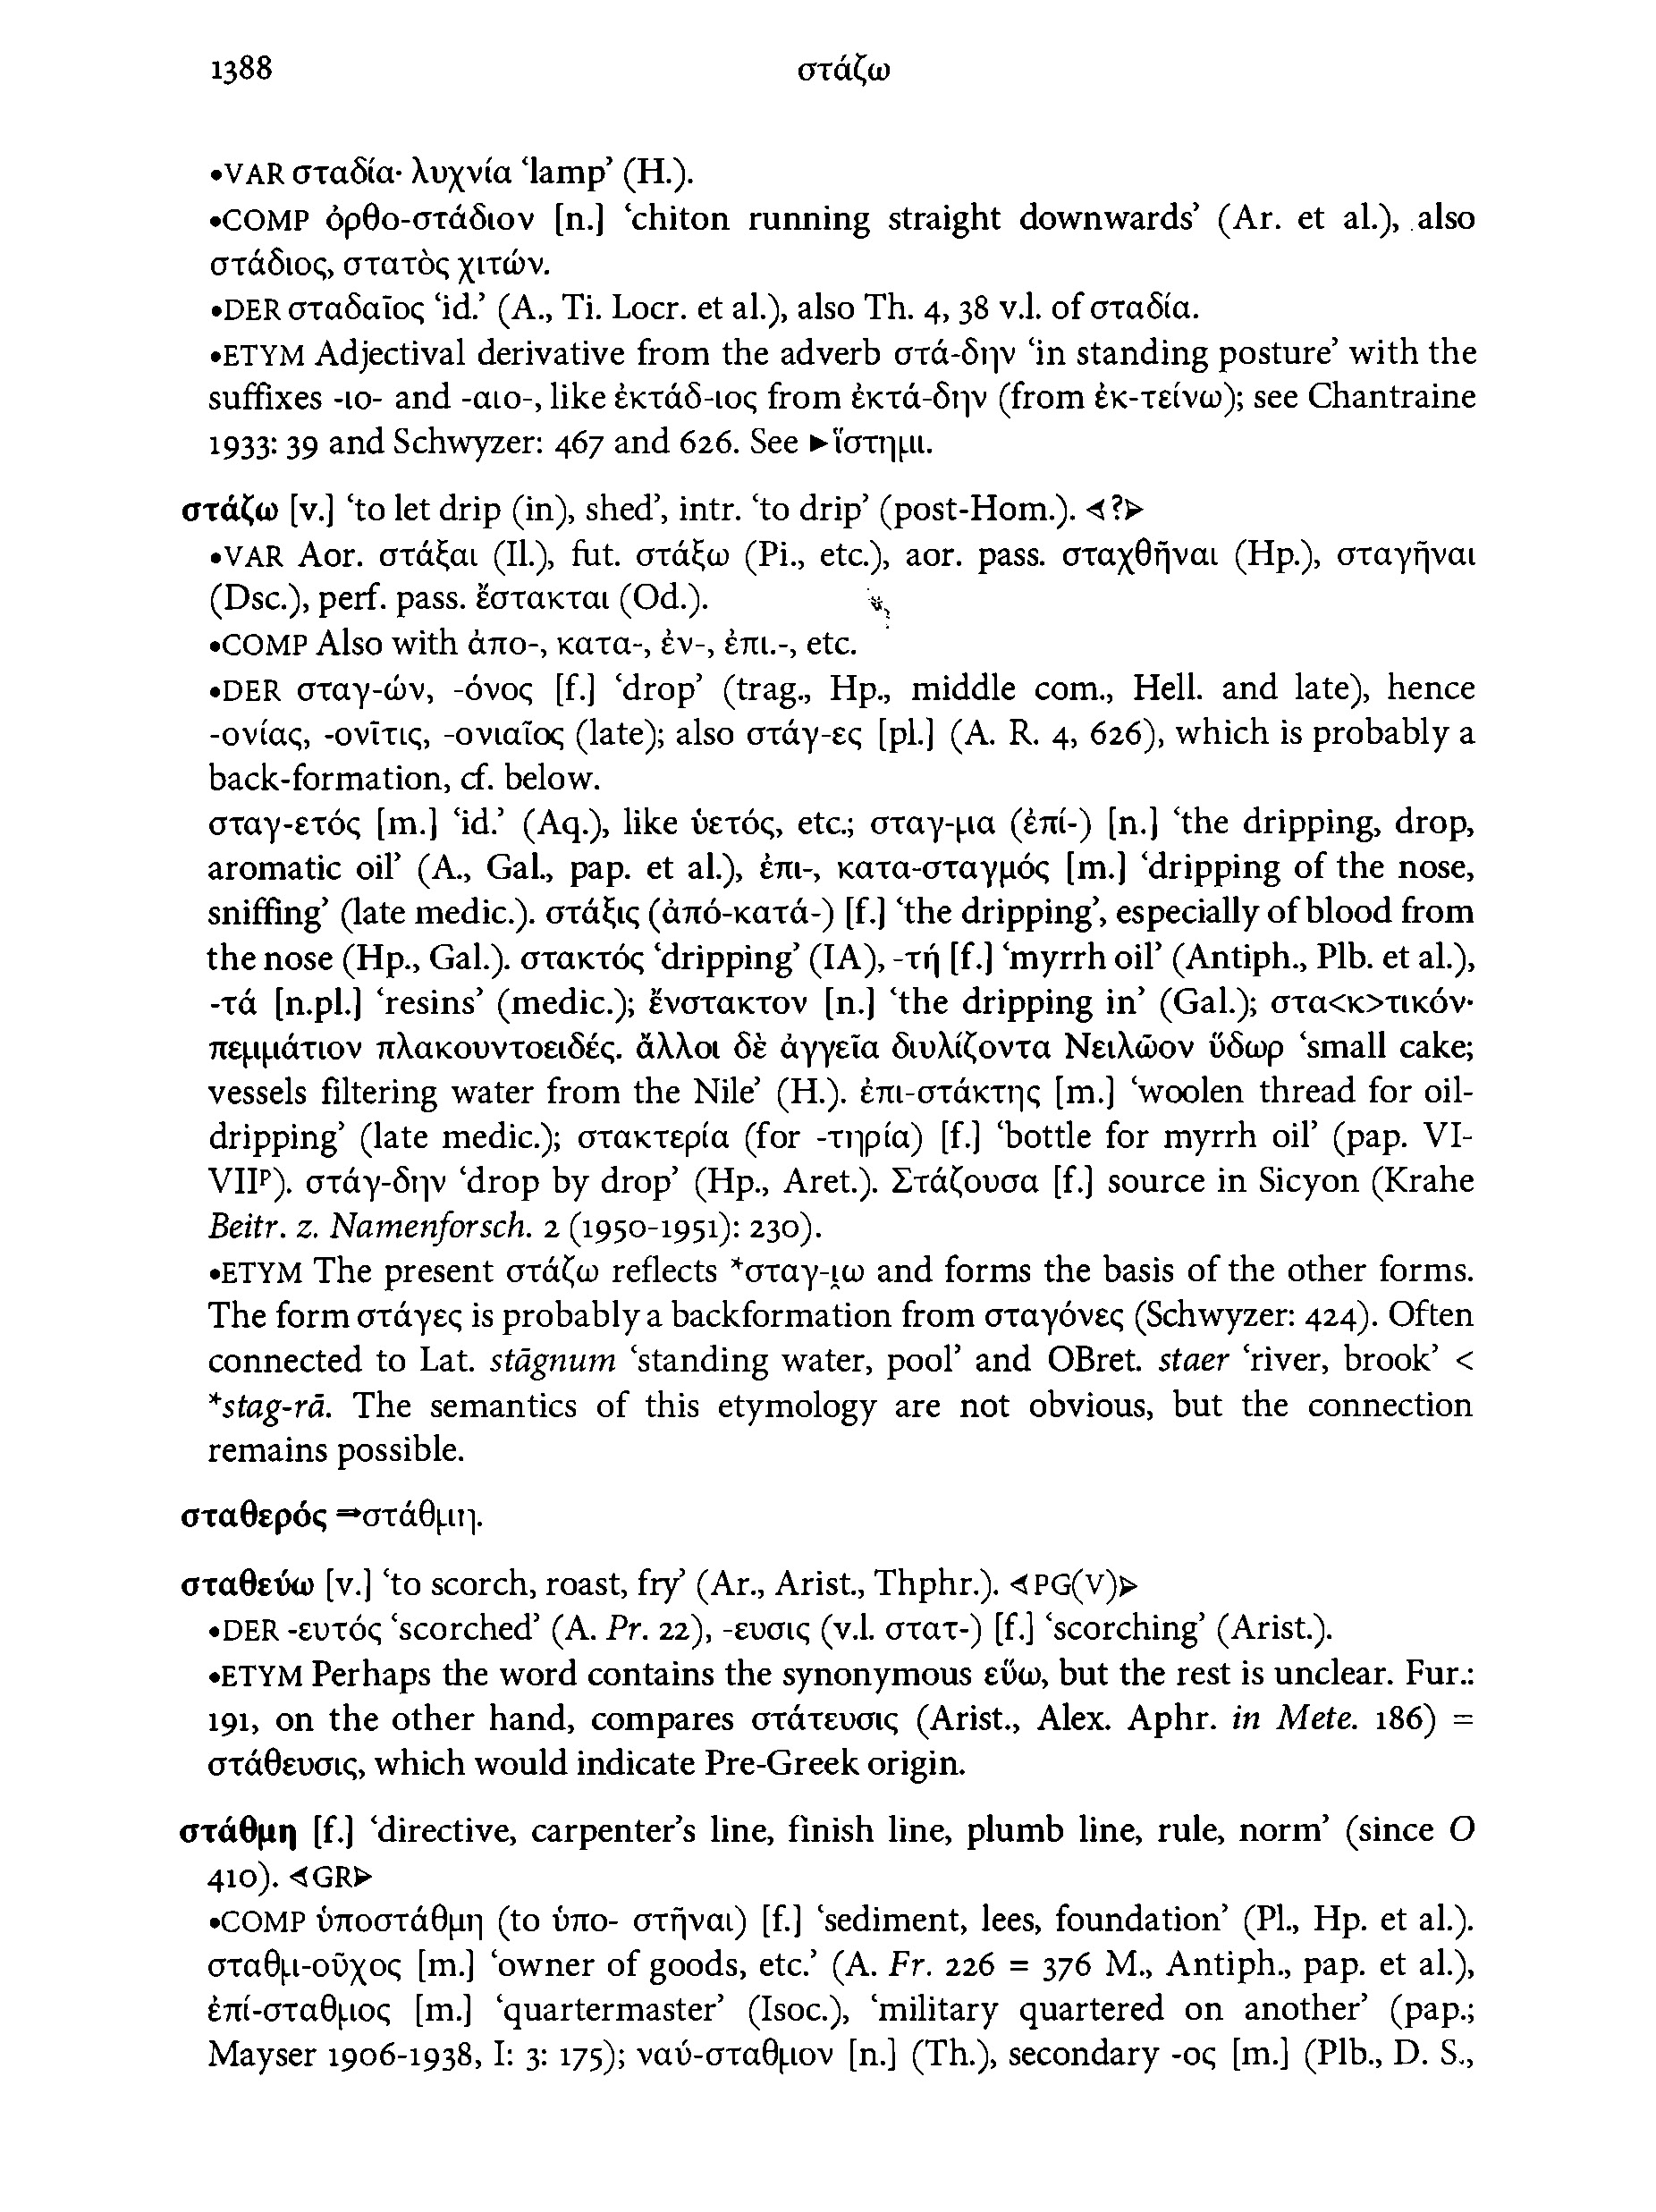 1388 στάζω
•VAR σταδία· λυχνία ‘lamp’ (H.).
•COMP ὀρθο-στάδιον [n.] ‘chiton running straight downwards’ (Ar. et al.), also
στάδιος, στατὸς χιτών.
•DER σταδαῖος ‘id.’ (A., Ti. Locr. et al.), also Th. 4, 38 v.l. of σταδία.
•ETYM Adjectival derivative from the adverb στά-δην ‘in standing posture’ with the
suffixes -ιο- and -αιο-, like ἐκτάδ-ιος from ἐκτά-δην (from ἐκ-τείνω); see Chantraine
1933: 39 and Schwyzer: 467 and 626. See ►ἵστημι.
στάζω [v.] ‘to let drip (in), shed’, intr. ‘to drip’ (post-Hom.). ◄?►
•VAR Aor. στάξαι (Il.), fut. στάξω (Pi., etc.), aor. pass. σταχθῆναι (Hp.), σταγῆναι
(Dsc.), perf. pass. ἔστακται (Od.).
•COMP Also with ἀπο-, κατα-, ἐν-, ἐπι.-, etc.
•DER σταγ-ών, -όνος [f.] ‘drop’ (trag., Hp., middle com., Hell. and late), hence
-ονίας, -ονῖτις, -ονιαῖος (late); also στάγ-ες [pl.] (A. R. 4, 626), which is probably a
back-formation, cf. below.
σταγ-ετός [m.] ‘id.’ (Aq.), like ὑετός, etc.; σταγ-μα (ἐπί-) [n.] ‘the dripping, drop,
aromatic oil’ (A., Gal., pap. et al.), ἐπι-, κατα-σταγμός [m.] ‘dripping of the nose,
sniffing’ (late medic.). στάξις (ἀπό-κατά-) [f.] ‘the dripping’, especially of blood from
the nose (Hp., Gal.). στακτός ‘dripping’ (IA), -τή [f.] ‘myrrh oil’ (Antiph., Plb. et al.),
-τά [n.pl.] ‘resins’ (medic.); ἔνστακτον [n.] ‘the dripping in’ (Gal.); στα<κ>τικόν·
πεμμάτιον πλακουντοειδές. ἄλλοι δὲ ἀγγεῖα διυλίζοντα Νειλῶον ὕδωρ ‘small cake;
vessels filtering water from the Nile’ (H.). ἐπι-στάκτης [m.] ‘woolen thread for oil-
dripping’ (late medic.); στακτερία (for -τηρία) [f.] ‘bottle for myrrh oil’ (pap. VI-
VIIᵖ). στάγ-δην ‘drop by drop’ (Hp., Aret.). Στάζουσα [f.] source in Sicyon (Krahe
Beitr. z. Namenforsch. 2 (1950-1951): 230).
•ETYM The present στάζω reflects *σταγ-ι̯ω and forms the basis of the other forms.
The form στάγες is probably a backformation from σταγόνες (Schwyzer: 424). Often
connected to Lat. stāgnum ‘standing water, pool’ and OBret. staer ‘river, brook’ <
*stag-rā. The semantics of this etymology are not obvious, but the connection
remains possible.
σταθερός ⇒στάθμη.
σταθεύω [v.] ‘to scorch, roast, fry’ (Ar., Arist., Thphr.). ◄PG(V)►
•DER -ευτός ‘scorched’ (A. Pr. 22), -ευσις (v.l. στατ-) [f.] ‘scorching’ (Arist.).
•ETYM Perhaps the word contains the synonymous εὕω, but the rest is unclear. Fur.:
191, on the other hand, compares στάτευσις (Arist., Alex. Aphr. in Mete. 186) =
στάθευσις, which would indicate Pre-Greek origin.
στάθμη [f.] ‘directive, carpenter’s line, finish line, plumb line, rule, norm’ (since O
410). ◄GR►
•COMP ὑποστάθμη (to ὑπο- στῆναι) [f.] ‘sediment, lees, foundation’ (Pl., Hp. et al.).
σταθμι-οῦχος [m.] ‘owner of goods, etc.’ (A. Fr. 226 = 376 M., Antiph., pap. et al.),
ἐπί-σταθμιος [m.] ‘quartermaster’ (Isoc.), ‘military quartered on another’ (pap.;
Mayser 1906-1938, I: 3: 175); ναύ-σταθμιον [n.] (Th.), secondary -ος [m.] (Plb., D. S.,